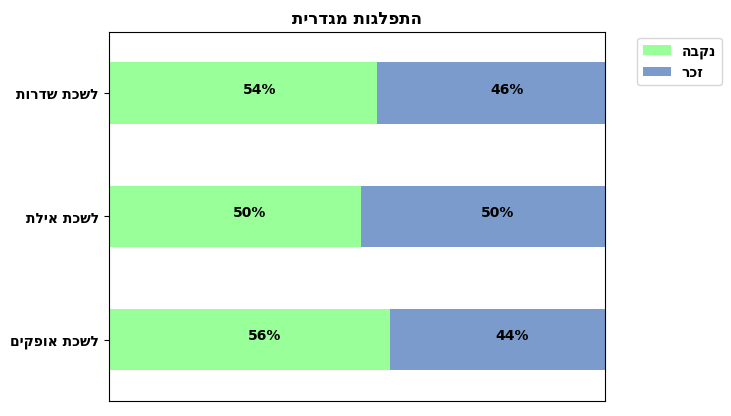 התפלגות מגדרית
נקבה
זכר
לשכת שדרות
54%
46%
לשכת אילת
50%
50%
לשכת אופקים
56%
44%